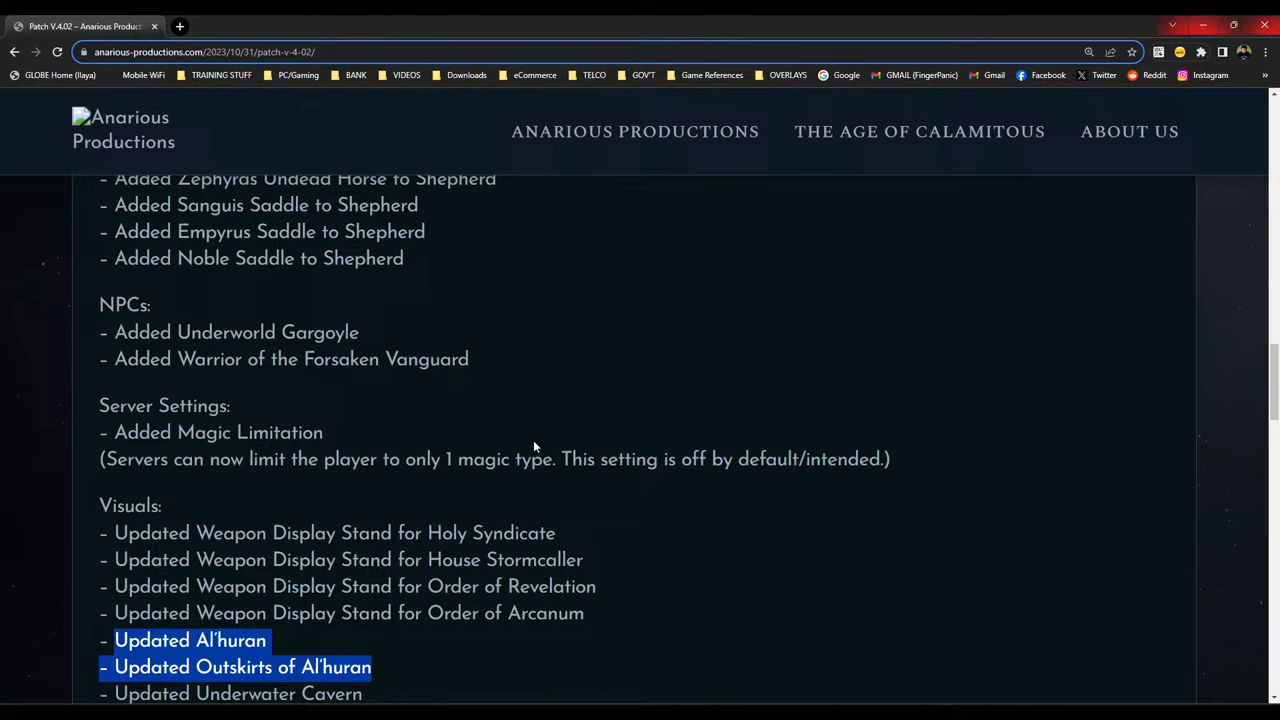 Patch V.4.02 – Anarious Product
anarious-productions.com/2023/10/31/patch-v-4-02/
GLOBE Home (Ilaya) Mobile WiFi TRAINING STUFF PC/Gaming BANK VIDEOS Downloads eCommerce TELCO GOV'T Game References OVERLAYS Google GMAIL (FingerPanic) Gmail Facebook Twitter Reddit Instagram »
Anarious
Productions
ANARIOUS PRODUCTIONS THE AGE OF CALAMITOUS ABOUT US
– Added Zephyras Undead Horse to Shepherd
– Added Sanguis Saddle to Shepherd
– Added Empyrus Saddle to Shepherd
– Added Noble Saddle to Shepherd
NPCs:
– Added Underworld Gargoyle
– Added Warrior of the Forsaken Vanguard
Server Settings:
– Added Magic Limitation
(Servers can now limit the player to only 1 magic type. This setting is off by default/intended.)
Visuals:
– Updated Weapon Display Stand for Holy Syndicate
– Updated Weapon Display Stand for House Stormcaller
– Updated Weapon Display Stand for Order of Revelation
– Updated Weapon Display Stand for Order of Arcanum
– Updated Al’huran
– Updated Outskirts of Al’huran
– Updated Underwater Cavern